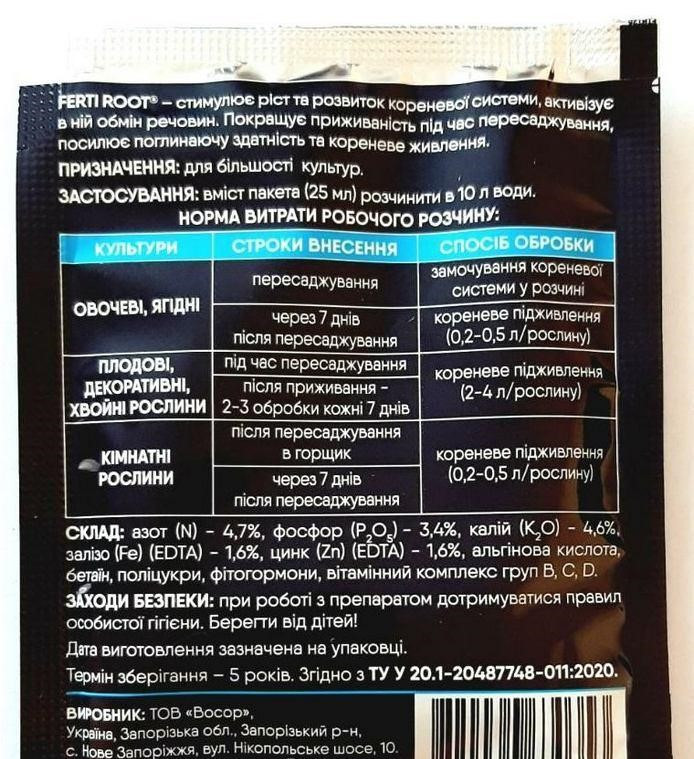 FERTI ROOT® – стимулює ріст та розвиток кореневої системи, активізує
в ній обмін речовин. Покращує приживаність під час пересаджування,
посилює поглинаючу здатність та кореневе живлення.
ПРИЗНАЧЕННЯ: для більшості культур.
ЗАСТОСУВАННЯ: вміст пакета (25 мл) розчинити в 10 л води.
НОРМА ВИТРАТИ РОБОЧОГО РОЗЧИНУ:
КУЛЬТУРИ СТРОКИ ВНЕСЕННЯ СПОСІБ ОБРОБКИ
ОВОЧЕВІ, ЯГІДНІ
пересаджування
замочування кореневої
системи у розчині
через 7 днів
після пересаджування
кореневе підживлення
(0,2-0,5 л/рослину)
ПЛОДОВІ,
ДЕКОРАТИВНІ,
ХВОЙНІ РОСЛИНИ
під час пересаджування
після приживання –
2-3 обробки кожні 7 днів
кореневе підживлення
(2-4 л/рослину)
КІМНАТНІ
РОСЛИНИ
після пересаджування
в горщик
через 7 днів
після пересаджування
кореневе підживлення
(0,2-0,5 л/рослину)
СКЛАД: азот (N) – 4,7%, фосфор (P₂O₅) – 3,4%, калій (K₂O) – 4,6%,
залізо (Fe) (EDTA) – 1,6%, цинк (Zn) (EDTA) – 1,6%, альгінова кислота,
бетаїн, поліцукри, фітогормони, вітамінний комплекс груп B, C, D.
ЗАХОДИ БЕЗПЕКИ: при роботі з препаратом дотримуватися правил
особистої гігієни. Берегти від дітей!
Дата виготовлення зазначена на упаковці.
Термін зберігання – 5 років. Згідно з ТУ У 20.1-20487748-011:2020.
ВИРОБНИК: ТОВ «Восор»,
Україна, Запорізька обл., Запорізький р-н,
с. Нове Запоріжжя, вул. Нікопольське шосе, 10.